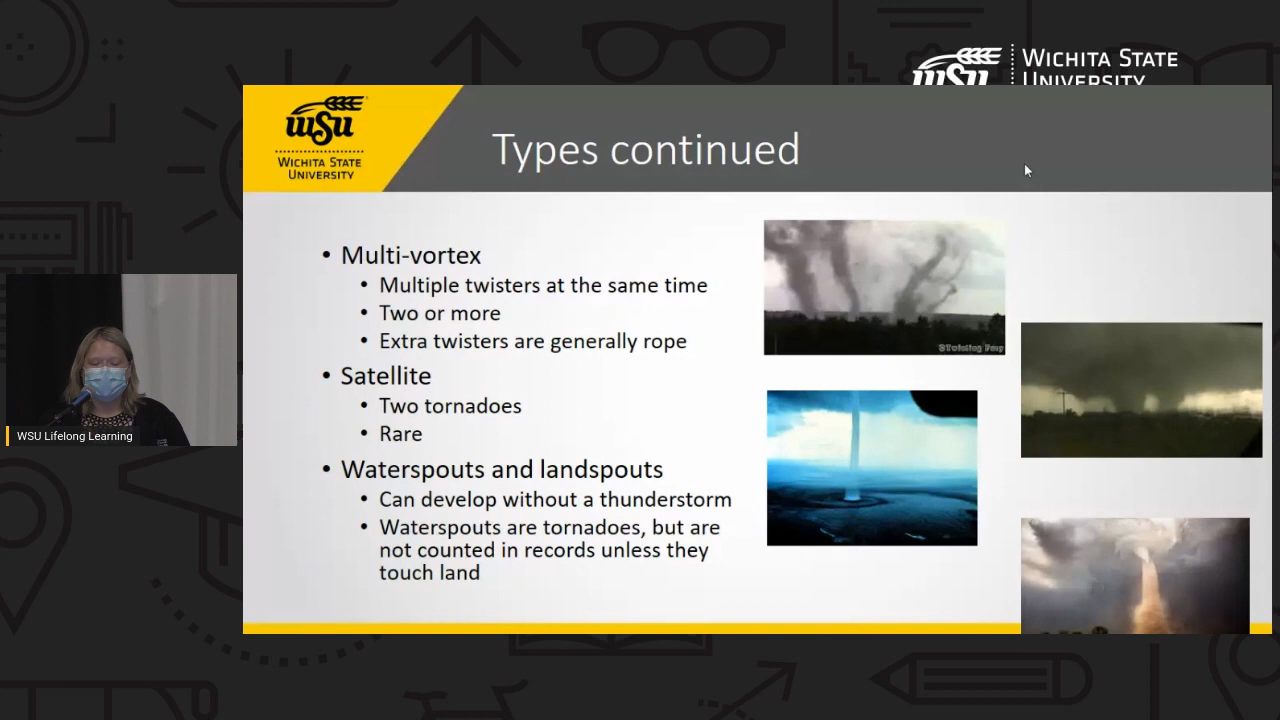 WICHITA STATE
UNIVERSITY
wsu
WICHITA STATE
UNIVERSITY
Types continued
• Multi-vortex
• Multiple twisters at the same time
• Two or more
• Extra twisters are generally rope
• Satellite
• Two tornadoes
• Rare
• Waterspouts and landspouts
• Can develop without a thunderstorm
• Waterspouts are tornadoes, but are
not counted in records unless they
touch land
WSU Lifelong Learning